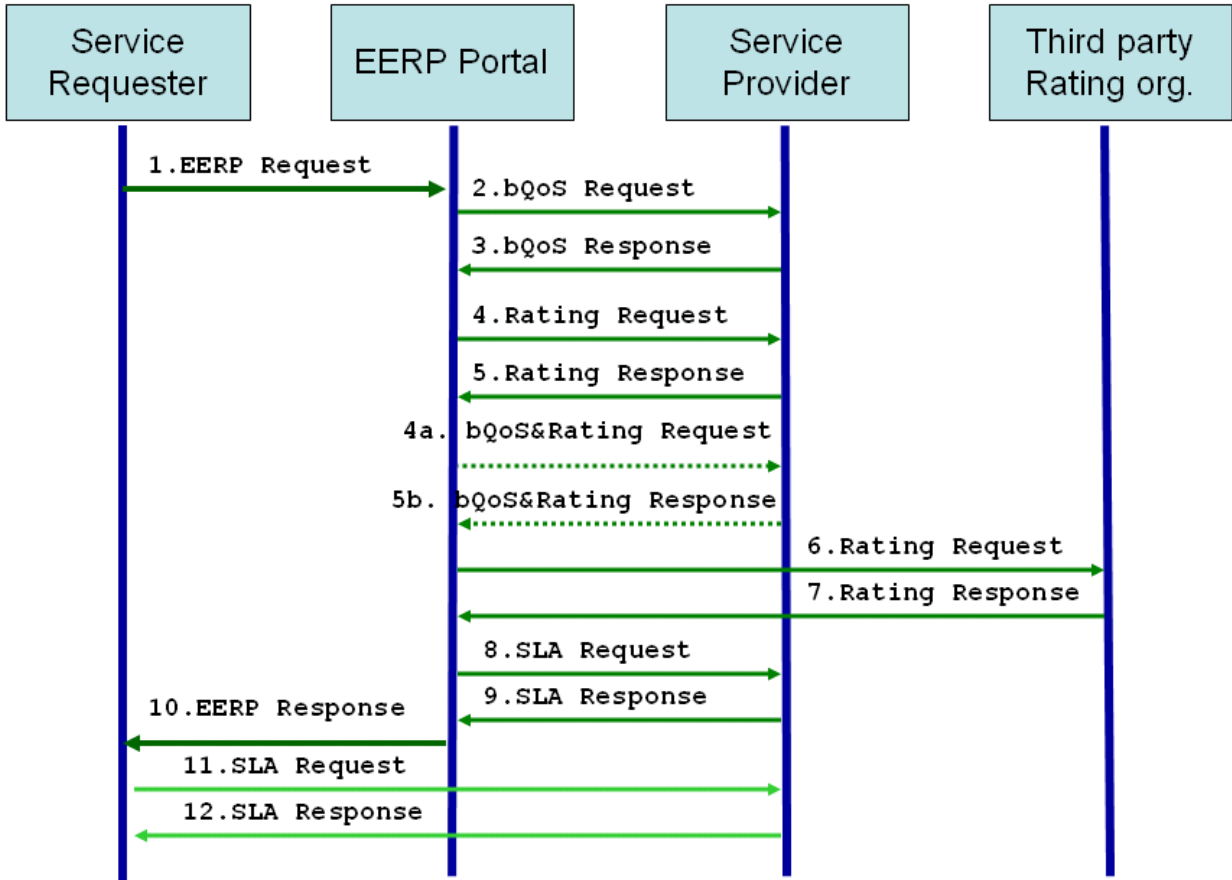 Service
Requester
EERP Portal
Service
Provider
Third party
Rating org.
1.EERP Request
2.bQoS Request
3.bQoS Response
4.Rating Request
5.Rating Response
4a. bQoS&Rating Request
5b. bQoS&Rating Response
6.Rating Request
7.Rating Response
8.SLA Request
9.SLA Response
10.EERP Response
11.SLA Request
12.SLA Response